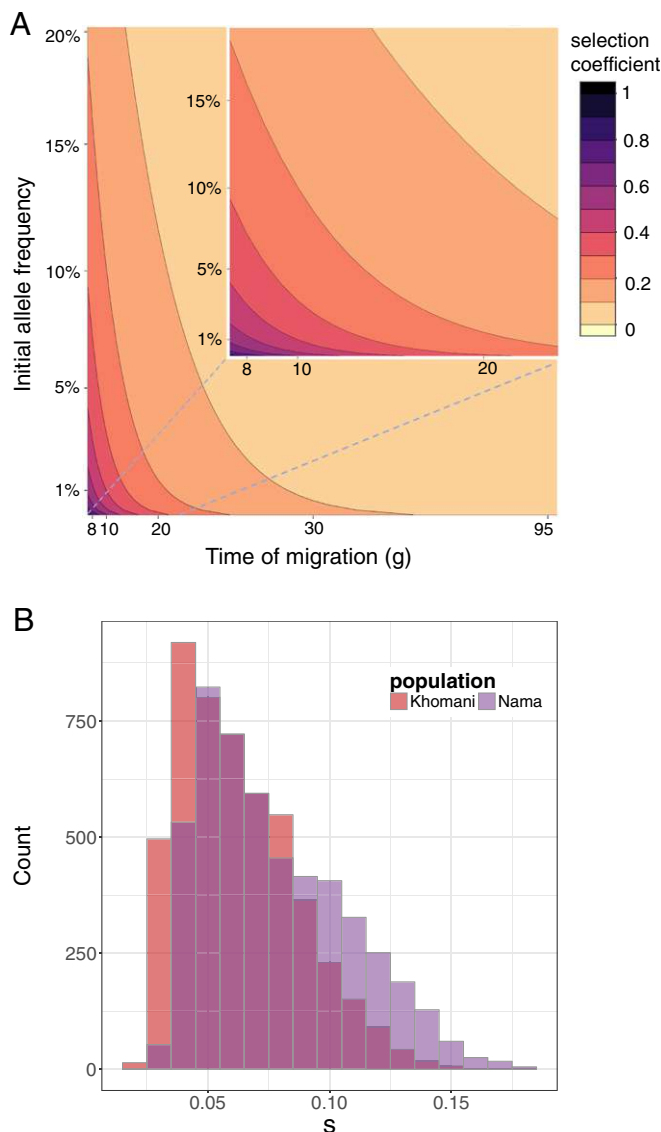 A
20%
15%
10%
5%
1%
Initial allele frequency
15%
10%
5%
1%
8
10
20
8 10
20
30
95
Time of migration (g)
selection
coefficient
1
0.8
0.6
0.4
0.2
0
B
population
Khomani
Nama
750
500
250
0
Count
0.05
0.10
0.15
s